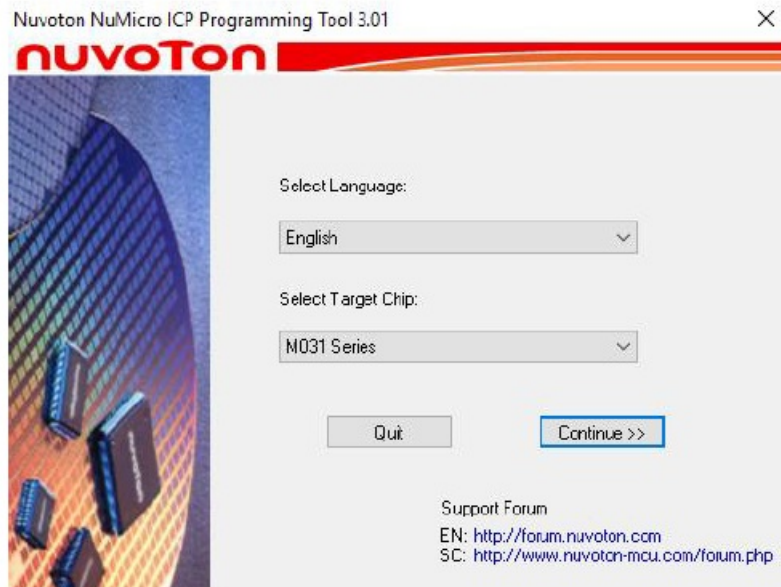 Nuvoton NuMicro ICP Programming Tool 3.01
nuvoTon
Select Language:
English
Select Target Chip:
M031 Series
Quit
Continue >>
Support Forum
EN: http://forum.nuvoton.com
SC: http://www.nuvoton-mcu.com/forum.php
nuvoTon